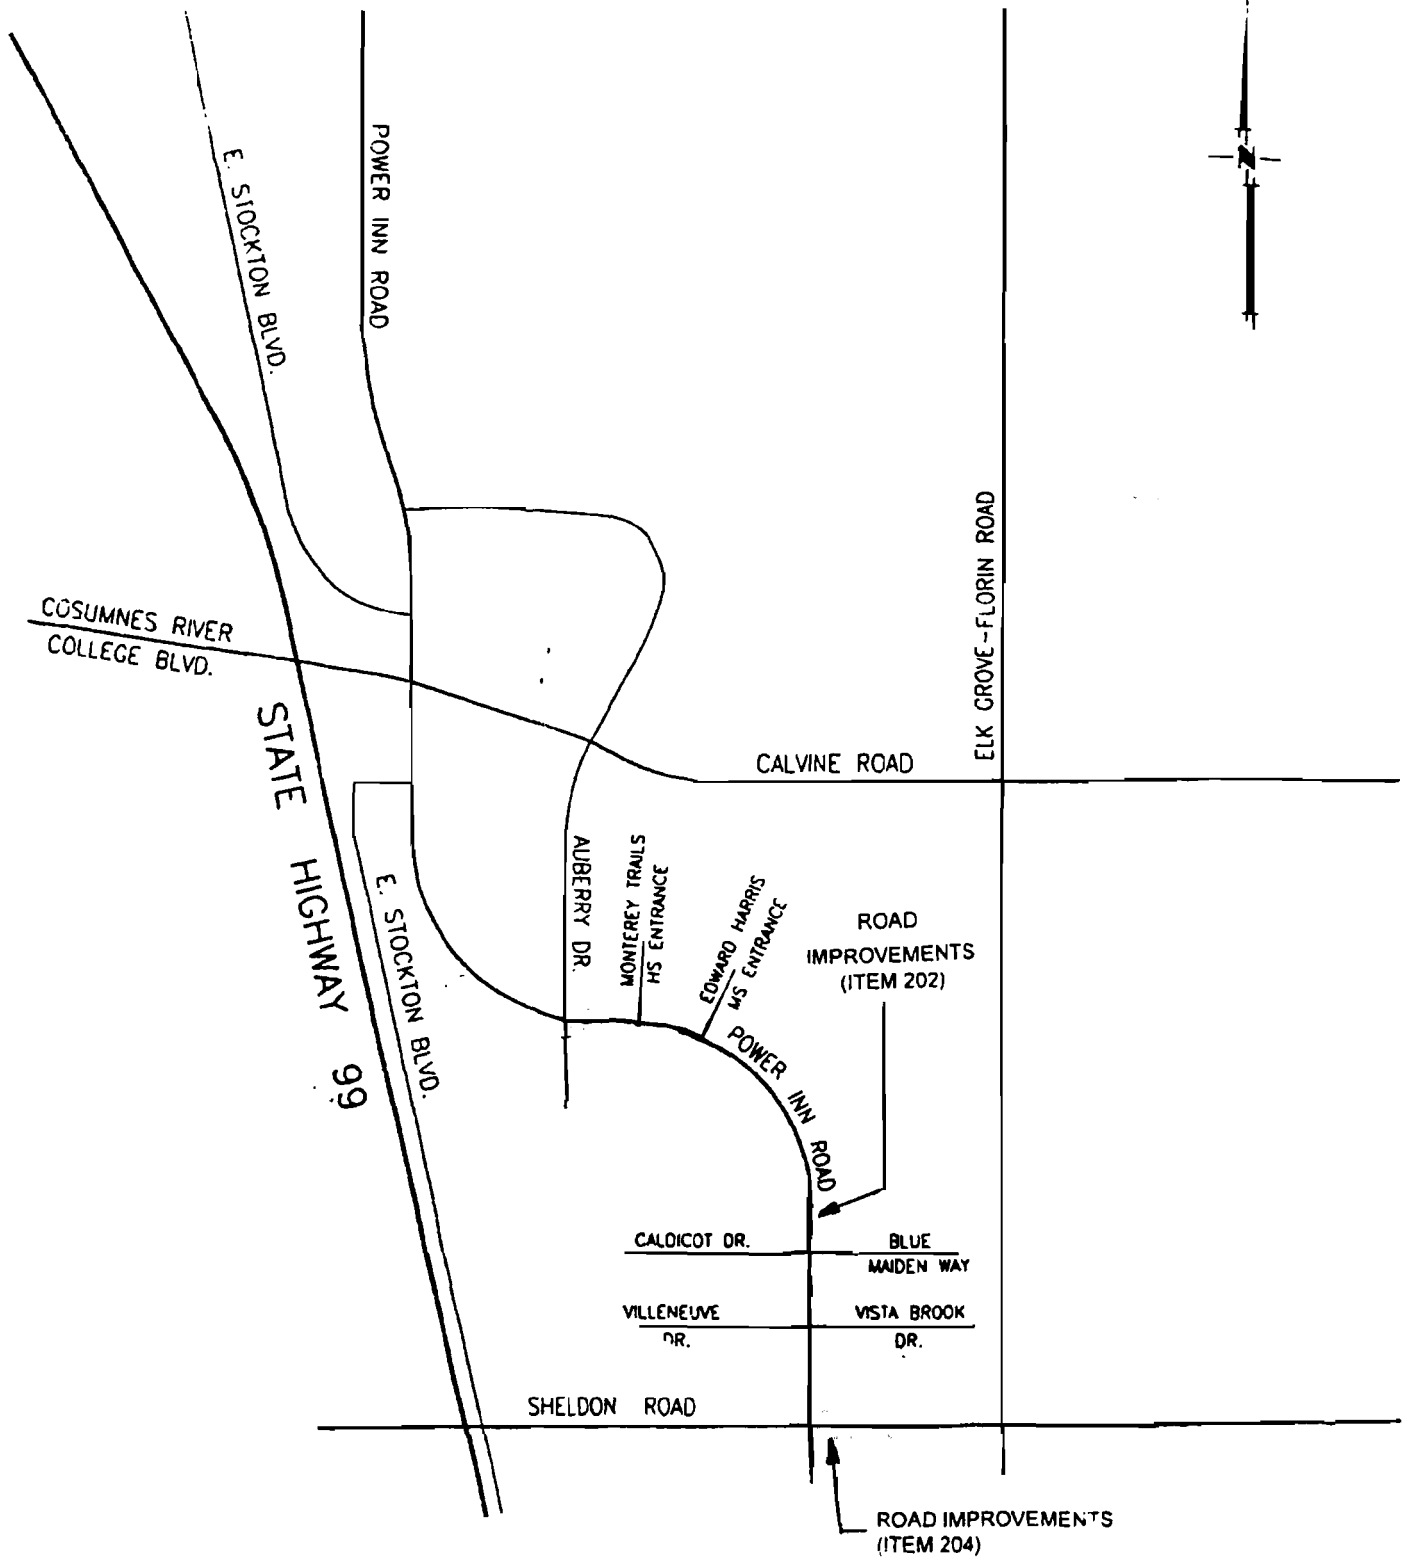 POWER INN ROAD
E. STOCKTON BLVD.
N
ELK GROVE-FLORIN ROAD
COSUMNES RIVER
COLLEGE BLVD.
STATE HIGHWAY 99
CALVINE ROAD
AUBERRY DR.
MONTEREY TRAILS
HS ENTRANCE
EDWARD HARRIS
MS ENTRANCE
E. STOCKTON BLVD.
ROAD
IMPROVEMENTS
(ITEM 202)
POWER INN ROAD
CALDICOT DR.
BLUE
MAIDEN WAY
VILLENEUVE
DR.
VISTA BROOK
DR.
SHELDON ROAD
ROAD IMPROVEMENTS
(ITEM 204)